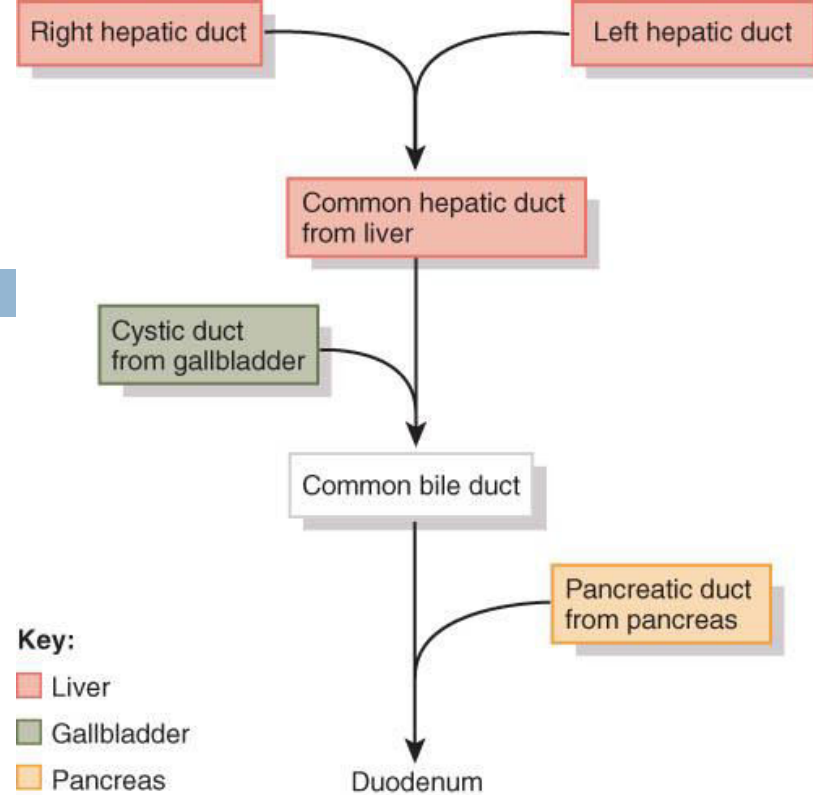 Right hepatic duct
Left hepatic duct
Common hepatic duct
from liver
Cystic duct
from gallbladder
Common bile duct
Pancreatic duct
from pancreas
Key:
Liver
Gallbladder
Pancreas
Duodenum